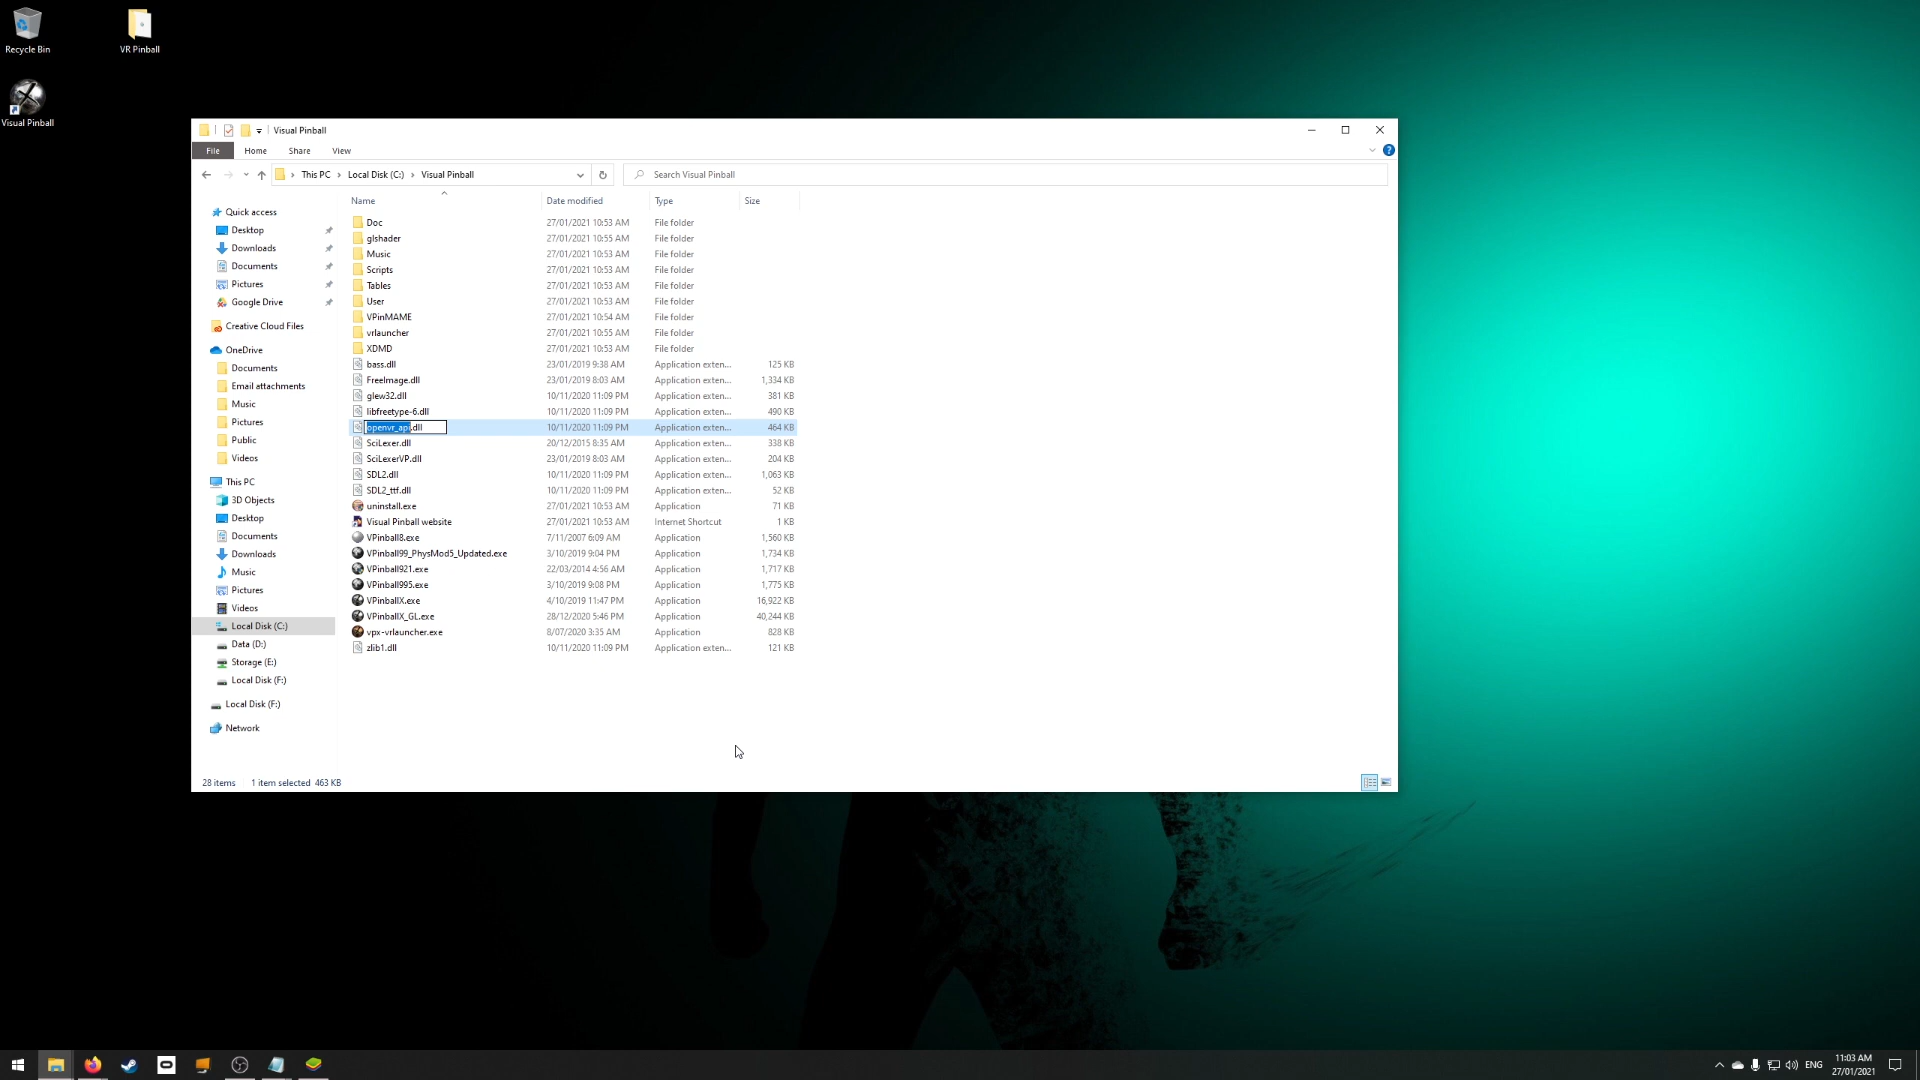 Recycle Bin
VR Pinball
Visual Pinball
Visual Pinball
File Home Share View
This PC > Local Disk (C:) > Visual Pinball
Search Visual Pinball
Name Date modified Type Size
Quick access
Desktop
Downloads
Documents
Pictures
Google Drive
Creative Cloud Files
OneDrive
Documents
Email attachments
Music
Pictures
Public
Videos
This PC
3D Objects
Desktop
Documents
Downloads
Music
Pictures
Videos
Local Disk (C:)
Data (D:)
Storage (E:)
Local Disk (F:)
Local Disk (F:)
Network
Doc 27/01/2021 10:53 AM File folder
glshader 27/01/2021 10:55 AM File folder
Music 27/01/2021 10:53 AM File folder
Scripts 27/01/2021 10:53 AM File folder
Tables 27/01/2021 10:53 AM File folder
User 27/01/2021 10:53 AM File folder
VPinMAME 27/01/2021 10:54 AM File folder
vrlauncher 27/01/2021 10:55 AM File folder
XDMD 27/01/2021 10:53 AM File folder
bass.dll 23/01/2019 9:38 AM Application exten... 125 KB
FreeImage.dll 23/01/2019 8:03 AM Application exten... 1,334 KB
glew32.dll 10/11/2020 11:09 PM Application exten... 381 KB
libfreetype-6.dll 10/11/2020 11:09 PM Application exten... 490 KB
openvr_api.dll 10/11/2020 11:09 PM Application exten... 464 KB
SciLexer.dll 20/12/2015 8:35 AM Application exten... 338 KB
SciLexerVP.dll 23/01/2019 8:03 AM Application exten... 204 KB
SDL2.dll 10/11/2020 11:09 PM Application exten... 1,063 KB
SDL2_ttf.dll 10/11/2020 11:09 PM Application exten... 52 KB
uninstall.exe 27/01/2021 10:53 AM Application 71 KB
Visual Pinball website 27/01/2021 10:53 AM Internet Shortcut 1 KB
VPinball8.exe 7/11/2007 6:09 AM Application 1,560 KB
VPinball99_PhysMod5_Updated.exe 3/10/2019 9:04 PM Application 1,734 KB
VPinball921.exe 22/03/2014 4:56 AM Application 1,717 KB
VPinball995.exe 3/10/2019 9:08 PM Application 1,775 KB
VPinballX.exe 4/10/2019 11:47 PM Application 16,922 KB
VPinballX_GL.exe 28/12/2020 5:46 PM Application 40,244 KB
vpx-vrlauncher.exe 8/07/2020 3:35 AM Application 828 KB
zlib1.dll 10/11/2020 11:09 PM Application exten... 121 KB
28 items 1 item selected 463 KB
ENG
11:03 AM
27/01/2021